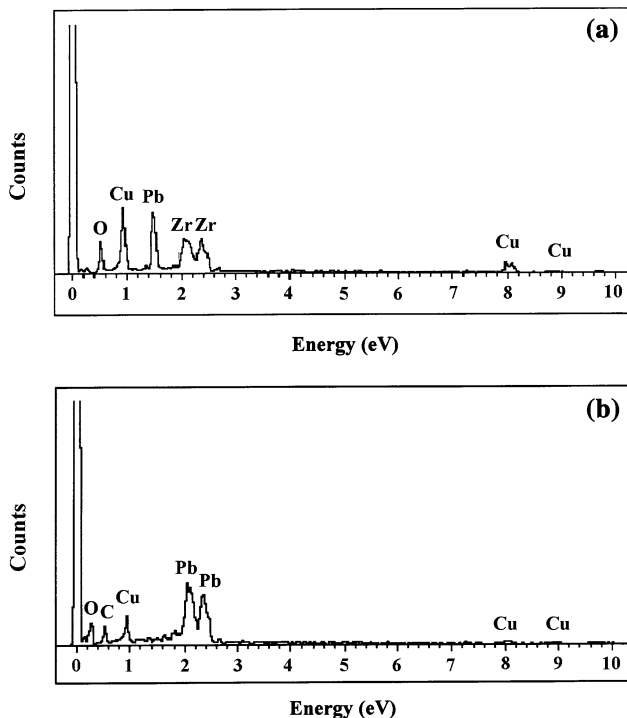 (a)
Counts
O Cu Pb Zr Zr Cu Cu
0 1 2 3 4 5 6 7 8 9 10
Energy (eV)
(b)
Counts
O C Cu Pb Pb Cu Cu
0 1 2 3 4 5 6 7 8 9 10
Energy (eV)